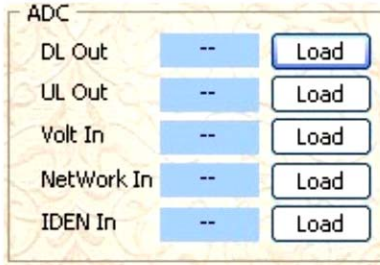 ADC
DL Out -- Load
UL Out -- Load
Volt In -- Load
NetWork In -- Load
IDEN In -- Load